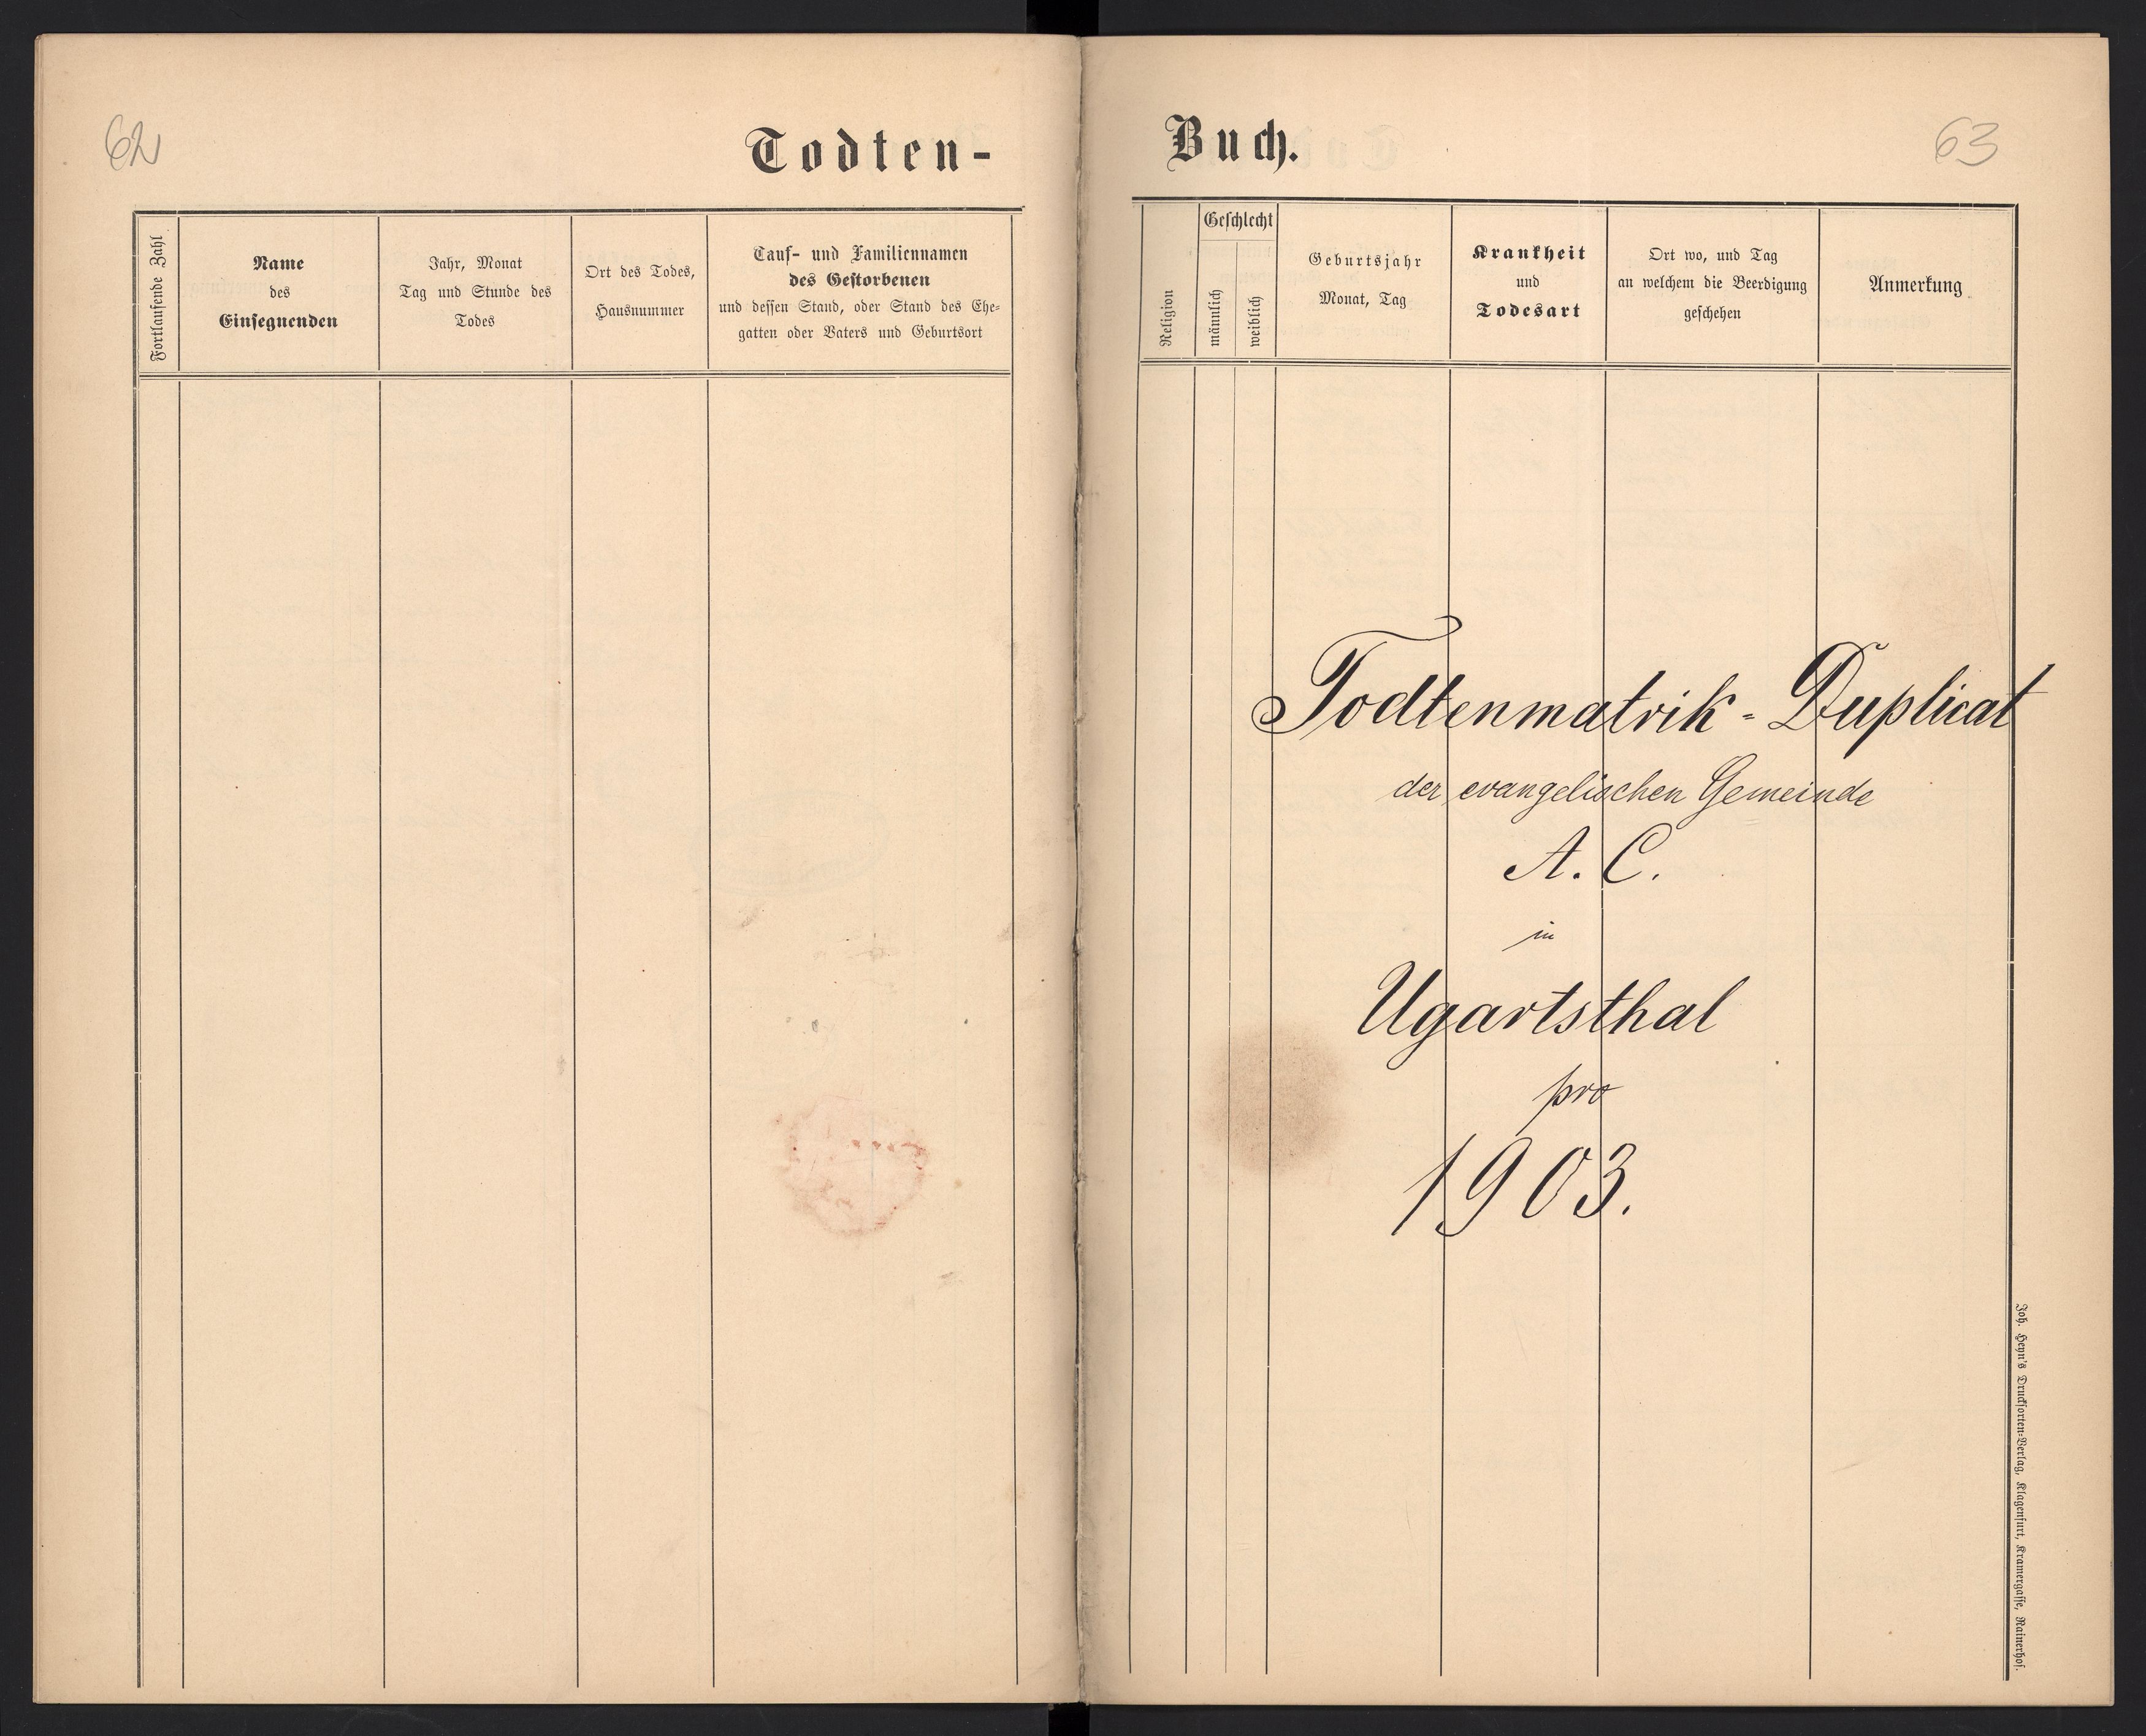 62
Todten-
Fortlaufende Zahl
Name
des
Einsegnenden
Jahr, Monat
Tag und Stunde des
Todes
Ort des Todes,
Hausnummer
Tauf- und Familiennamen
des Gestorbenen
und dessen Stand, oder Stand des Ehe-
gatten oder Vaters und Geburtsort
Buch.
63
Religion
Geschlecht
männlich
weiblich
Geburtsjahr
Monat, Tag
Krankheit
und
Todesart
Ort wo, und Tag
an welchem die Beerdigung
geschehen
Anmerkung
Todtenmatrik-Duplicat
der evangelischen Gemeinde
A. C.
in
Ugartsthal
pro
1903.
Joh. Heyn's Drucksorten-Verlag, Klagenfurt, Kramergasse, Rainerhof.